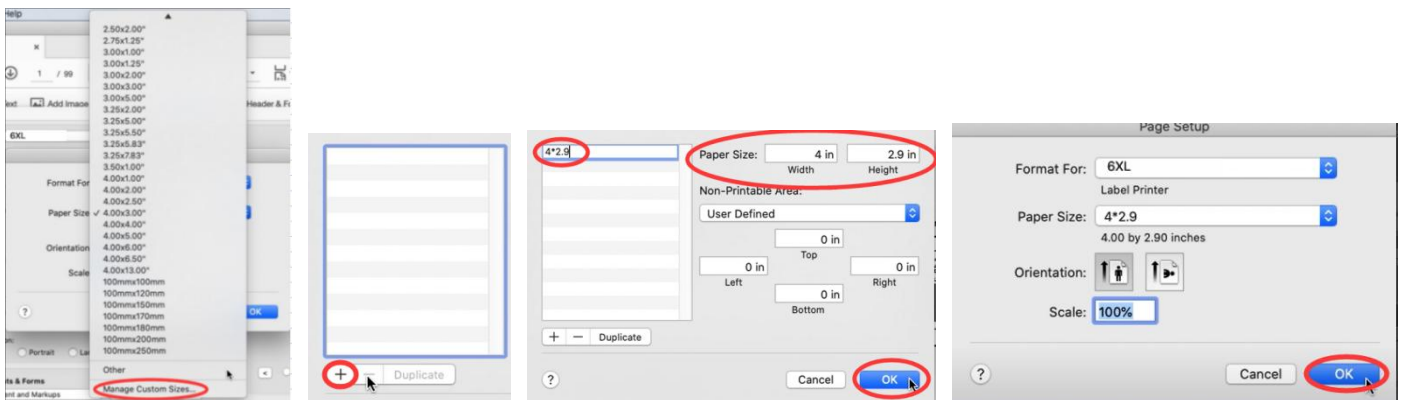 Help
2.50x2.00"
2.75x1.25"
3.00x1.00"
3.00x1.25"
3.00x2.00"
3.00x3.00"
3.00x5.00"
3.25x2.00"
3.25x5.00"
3.25x5.50"
3.25x5.83"
3.25x7.83"
3.50x1.00"
4.00x1.00"
4.00x2.00"
4.00x2.50"
✓ 4.00x3.00"
4.00x4.00"
4.00x5.00"
4.00x6.00"
4.00x6.50"
4.00x13.00"
100mmx100mm
100mmx120mm
100mmx150mm
100mmx170mm
100mmx180mm
100mmx200mm
100mmx250mm
Other
Manage Custom Sizes...
1 / 99
Add Image
Header & F
6XL
Format For
Paper Size
Orientation
Scale
?
OK
Portrait
ts & Forms
ent and Markups
+ − Duplicate
4*2.9
Paper Size: 4 in 2.9 in
Width Height
Non-Printable Area:
User Defined
0 in
Top
0 in 0 in
Left Right
0 in
Bottom
+ − Duplicate
? Cancel OK
Page Setup
Format For: 6XL
Label Printer
Paper Size: 4*2.9
4.00 by 2.90 inches
Orientation:
Scale: 100%
? Cancel OK